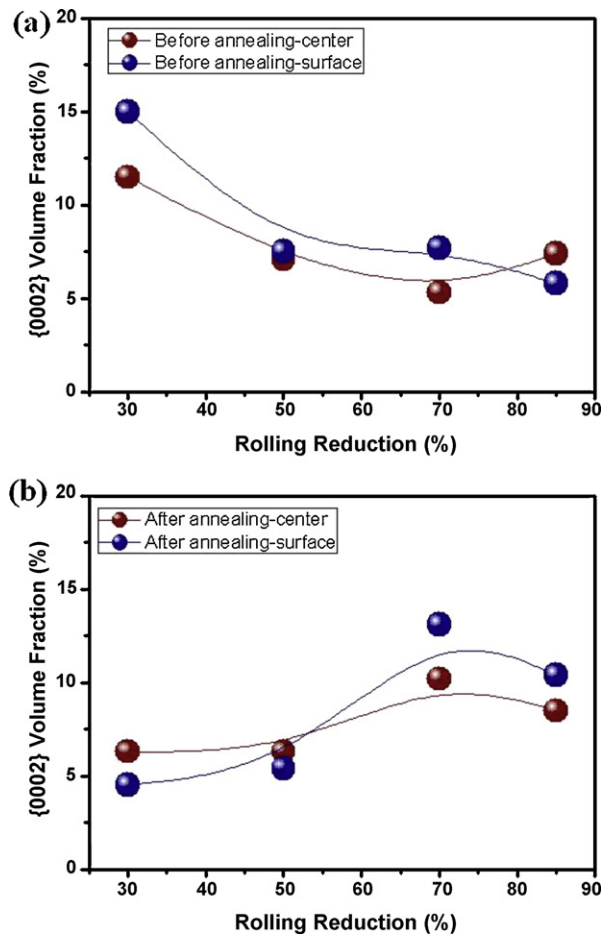 (a)
Before annealing-center
Before annealing-surface
20
15
10
5
0
{0002} Volume Fraction (%)
30 40 50 60 70 80 90
Rolling Reduction (%)
(b)
After annealing-center
After annealing-surface
20
15
10
5
0
{0002} Volume Fraction (%)
30 40 50 60 70 80 90
Rolling Reduction (%)